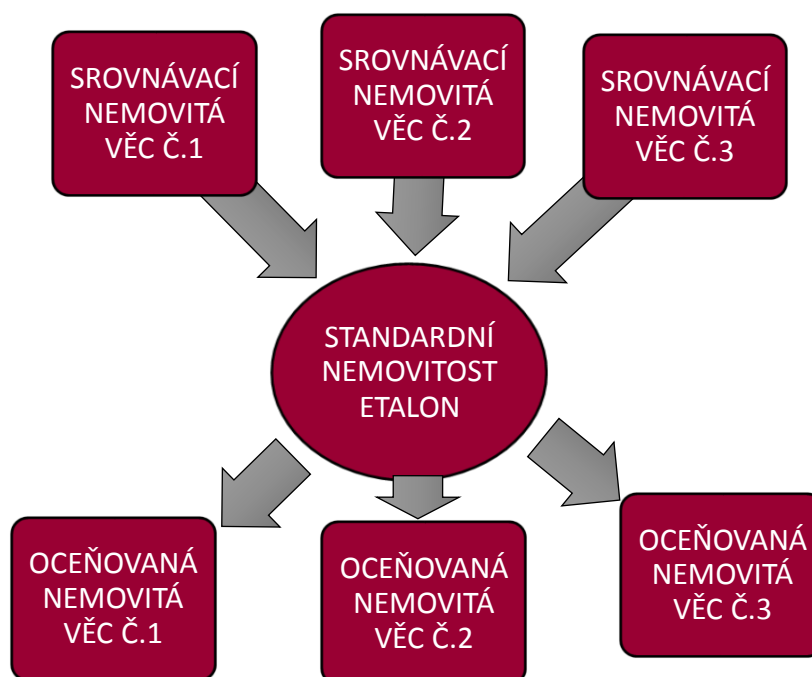 SROVNÁVACÍ
NEMOVITÁ
VĚC Č.1
SROVNÁVACÍ
NEMOVITÁ
VĚC Č.2
SROVNÁVACÍ
NEMOVITÁ
VĚC Č.3
STANDARDNÍ
NEMOVITOST
ETALON
OCEŇOVANÁ
NEMOVITÁ
VĚC Č.1
OCEŇOVANÁ
NEMOVITÁ
VĚC Č.2
OCEŇOVANÁ
NEMOVITÁ
VĚC Č.3